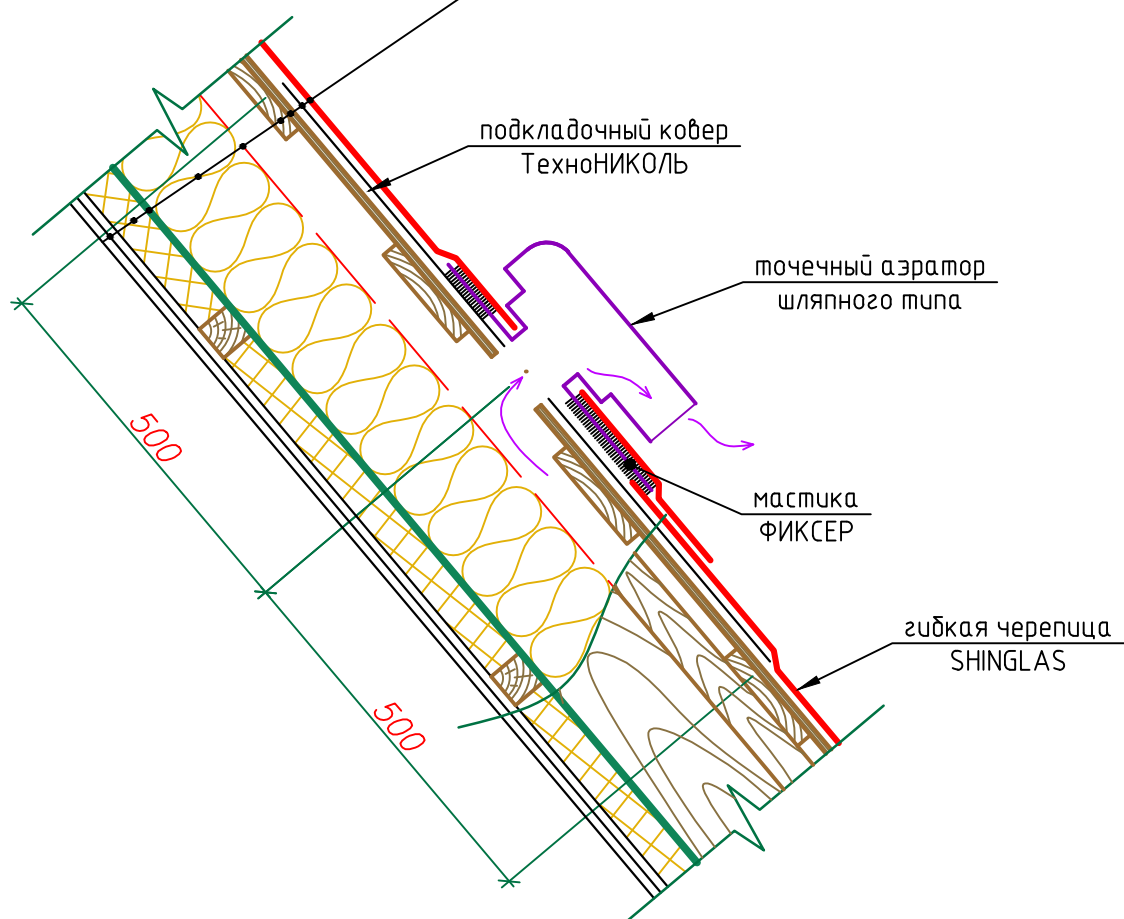 подкладочный ковер
ТехноНИКОЛЬ
точечный аэратор
шляпного типа
500
мастика
ФИКСЕР
гибкая черепица
SHINGLAS
500